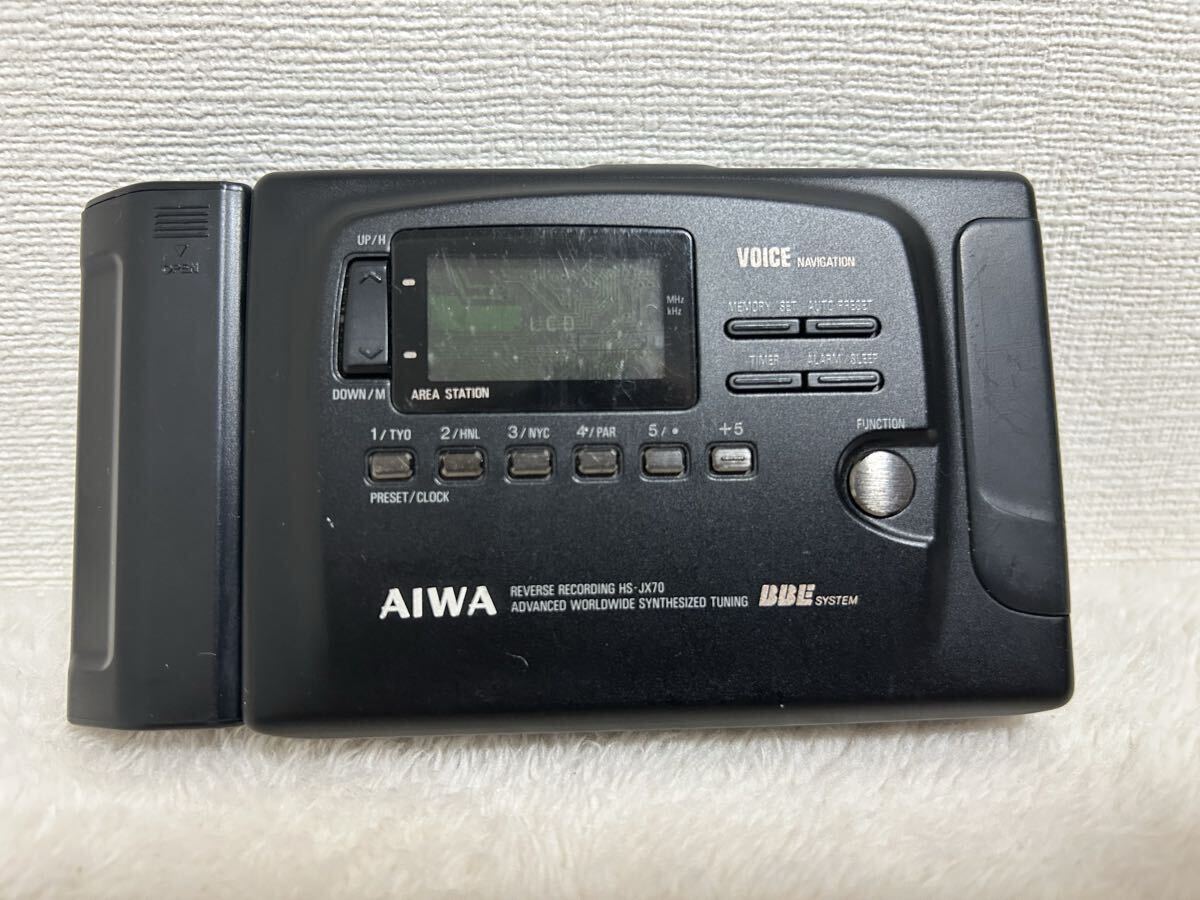 OPEN
UP/H
DOWN/M
LCD
MHz
kHz
AREA STATION
VOICE NAVIGATION
MEMORY/SET AUTO PRESET
TIMER ALARM/SLEEP
FUNCTION
1/TYO 2/HNL 3/NYC 4*/PAR 5/● +5
PRESET/CLOCK
AIWA
REVERSE RECORDING HS-JX70
ADVANCED WORLDWIDE SYNTHESIZED TUNING
BBE SYSTEM